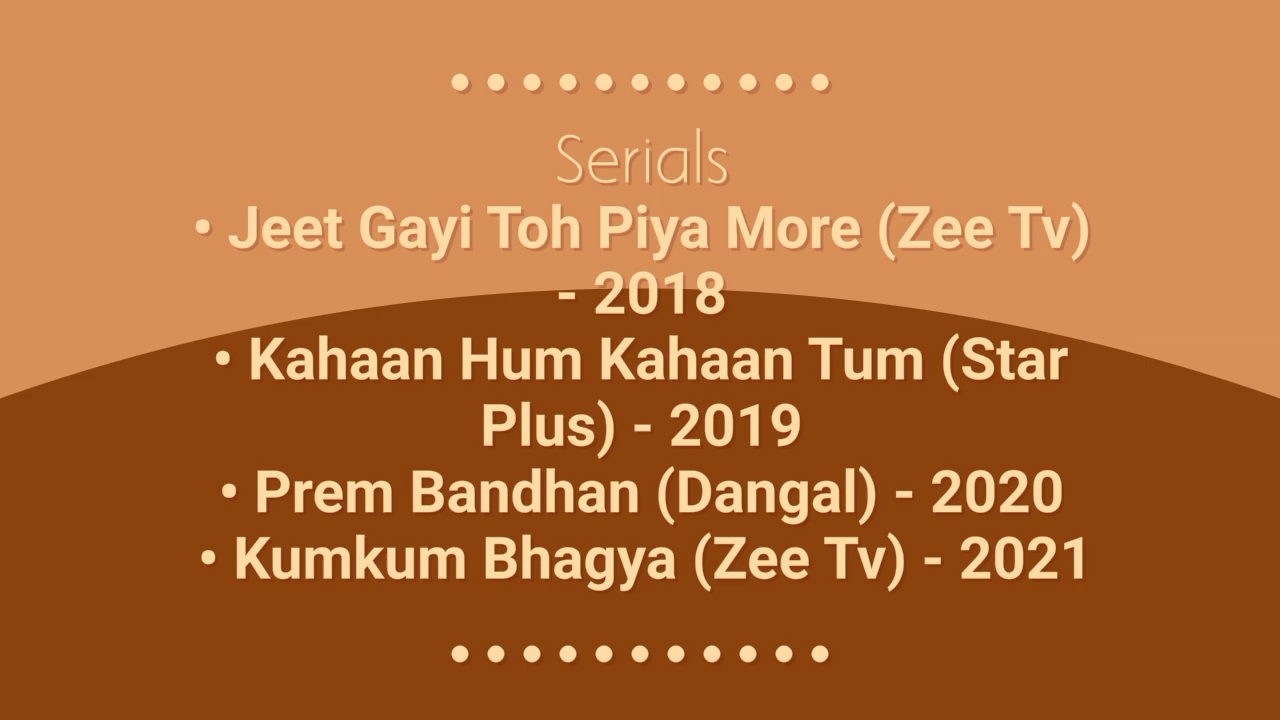 Serials
• Jeet Gayi Toh Piya More (Zee Tv)
- 2018
• Kahaan Hum Kahaan Tum (Star
Plus) - 2019
• Prem Bandhan (Dangal) - 2020
• Kumkum Bhagya (Zee Tv) - 2021